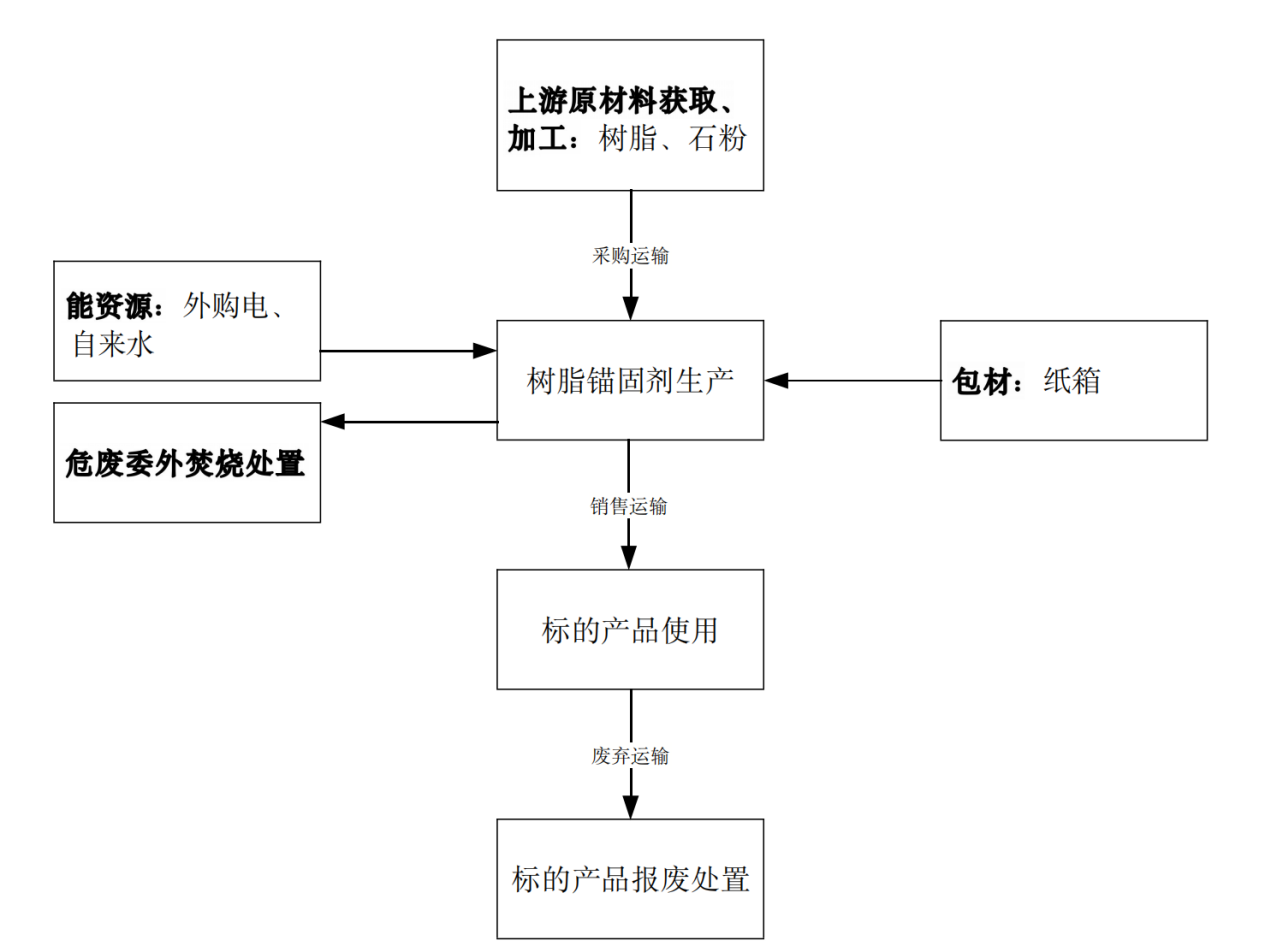 上游原材料获取、
加工：树脂、石粉
采购运输
能资源：外购电、
自来水
树脂锚固剂生产
包材：纸箱
危废委外焚烧处置
销售运输
标的产品使用
废弃运输
标的产品报废处置